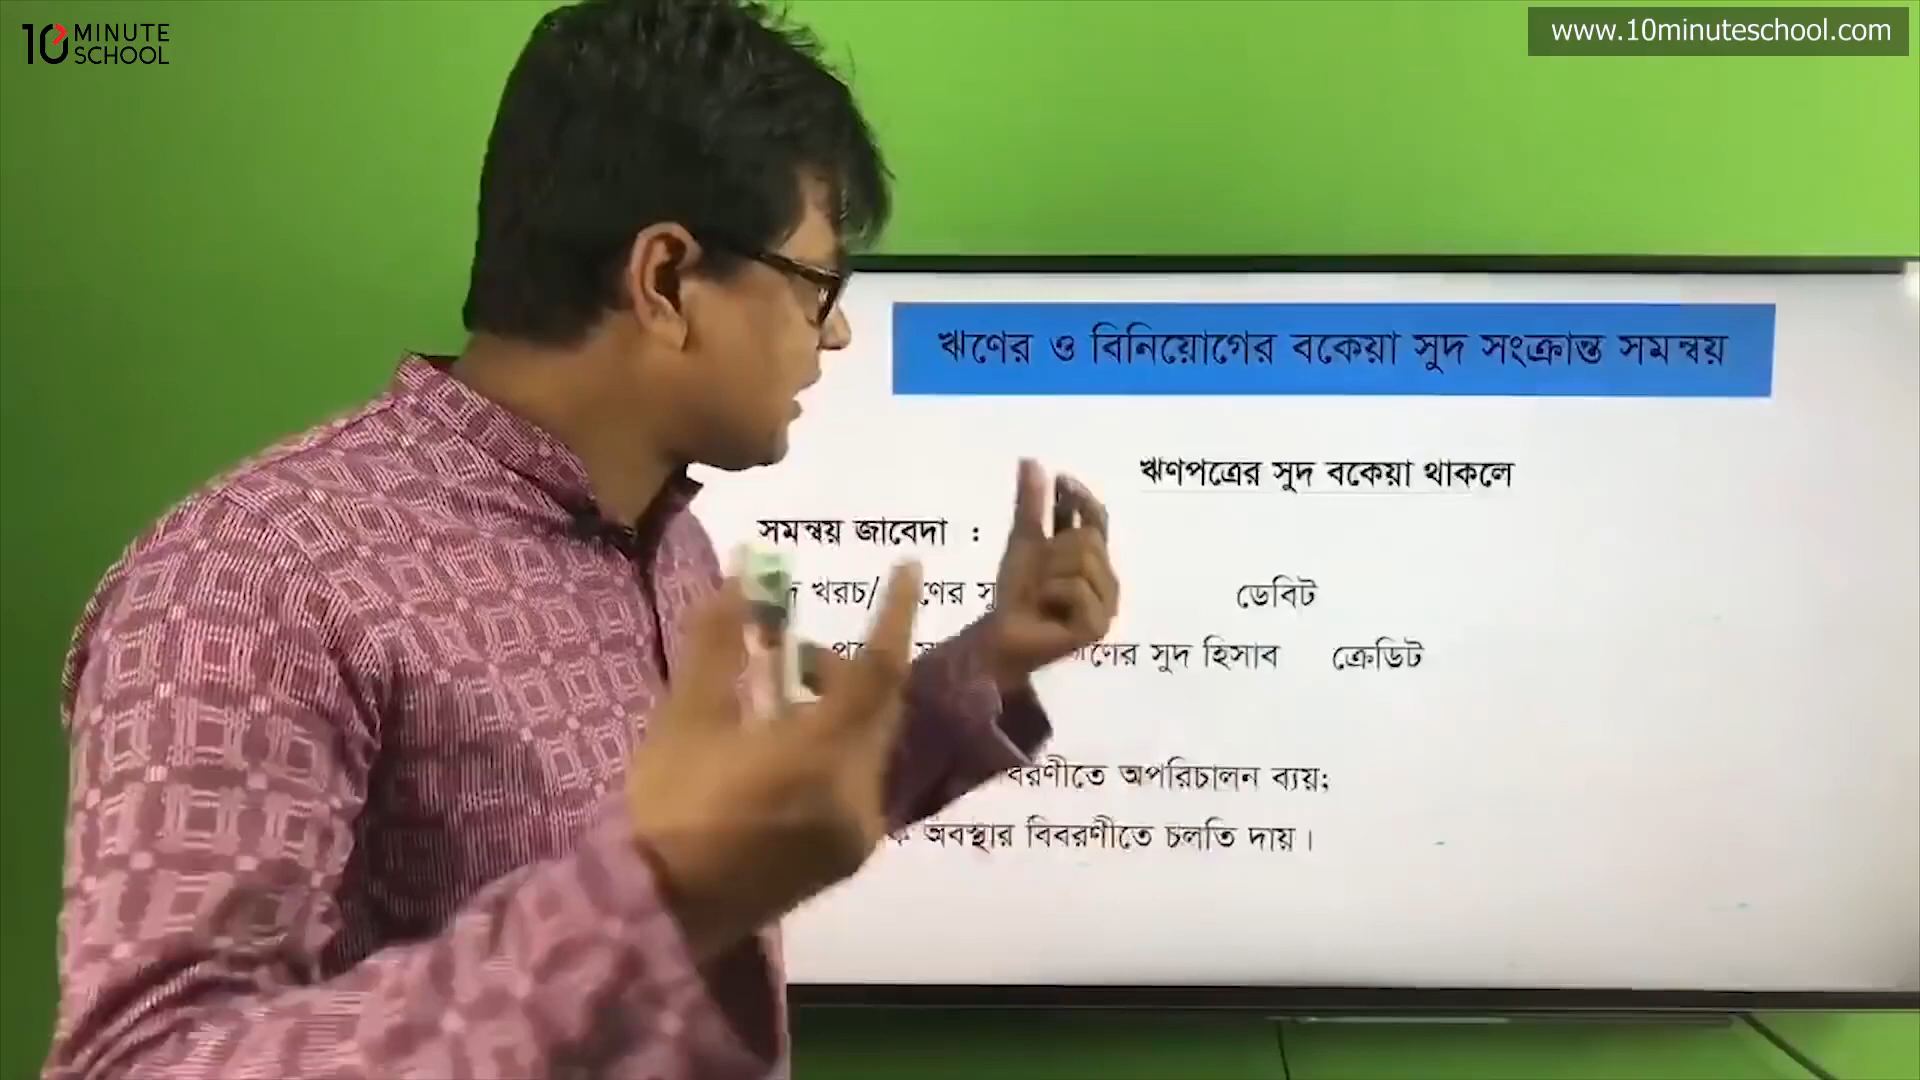 10 MINUTE SCHOOL
www.10minuteschool.com
ঋণের ও বিনিয়োগের বকেয়া সুদ সংক্রান্ত সমন্বয়
ঋণপত্রের সুদ বকেয়া থাকলে
সমন্বয় জাবেদা :
খরচ/ ডেবিট
সুদ হিসাব ক্রেডিট
অপরিচালন ব্যয়;
অবস্থার বিবরণীতে চলতি দায়।